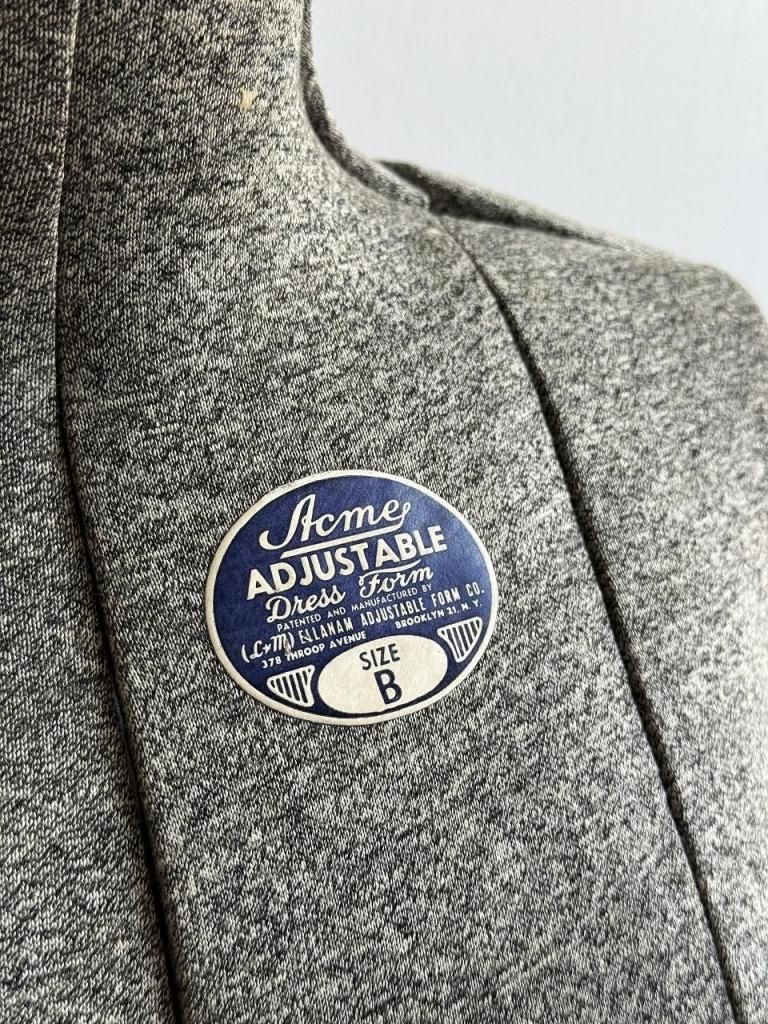 Acme
ADJUSTABLE
Dress Form
PATENTED AND MANUFACTURED BY
(L&M) ELLANAM ADJUSTABLE FORM CO.
378 THROOP AVENUE BROOKLYN 21, N.Y.
SIZE
B